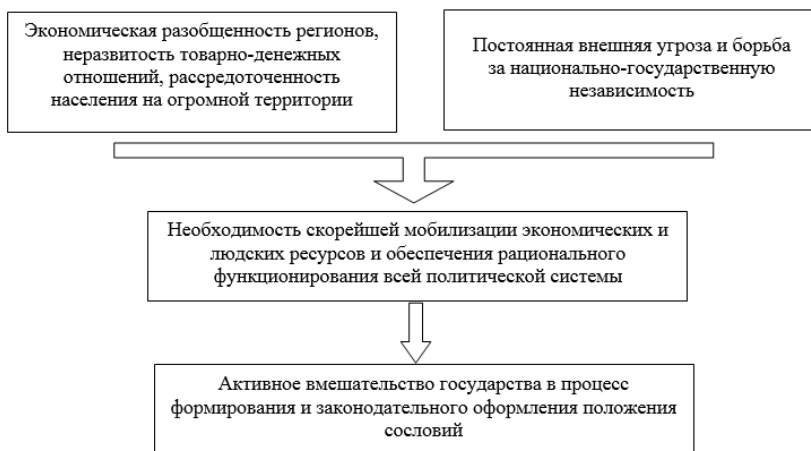 Экономическая разобщенность регионов,
неразвитость товарно-денежных
отношений, рассредоточенность
населения на огромной территории
Постоянная внешняя угроза и борьба
за национально-государственную
независимость
Необходимость скорейшей мобилизации экономических и
людских ресурсов и обеспечения рационального
функционирования всей политической системы
Активное вмешательство государства в процесс
формирования и законодательного оформления положения
сословий